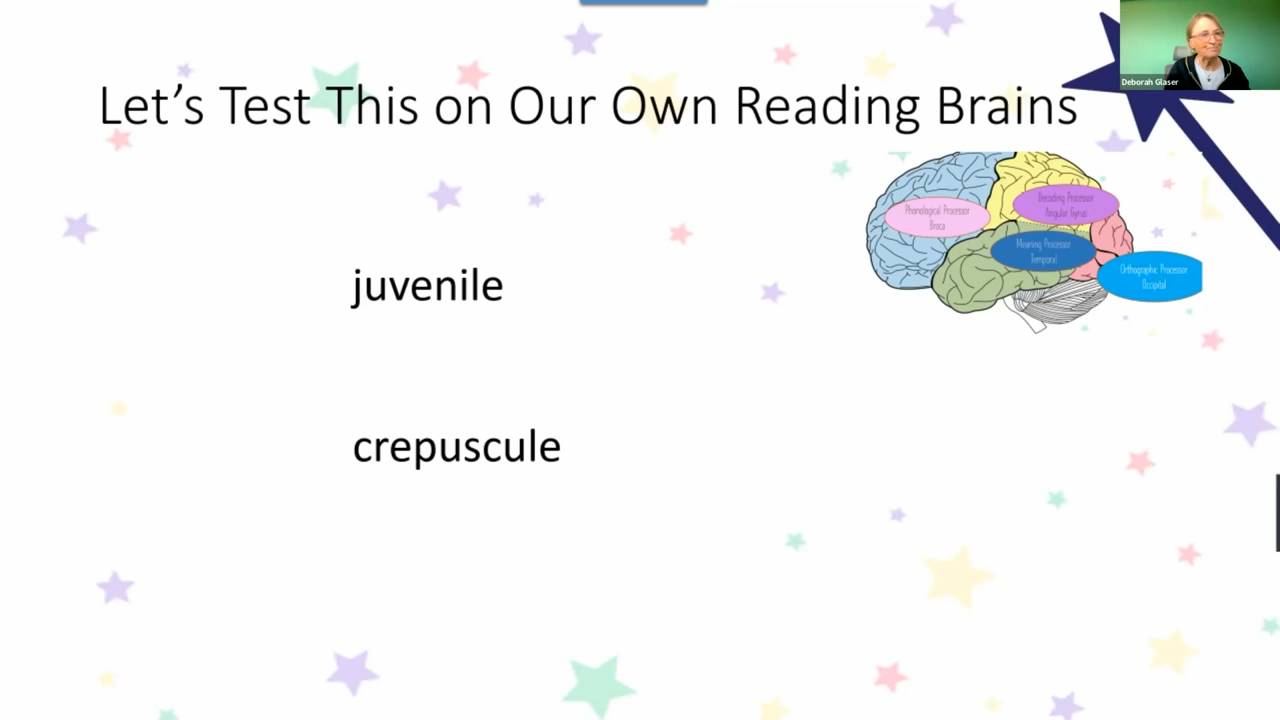 Deborah Glaser
Let's Test This on Our Own Reading Brains
Phonological Processor
Broca
Decoding Processor
Angular Gyrus
Meaning Processor
Temporal
Orthographic Processor
Occipital
juvenile
crepuscule